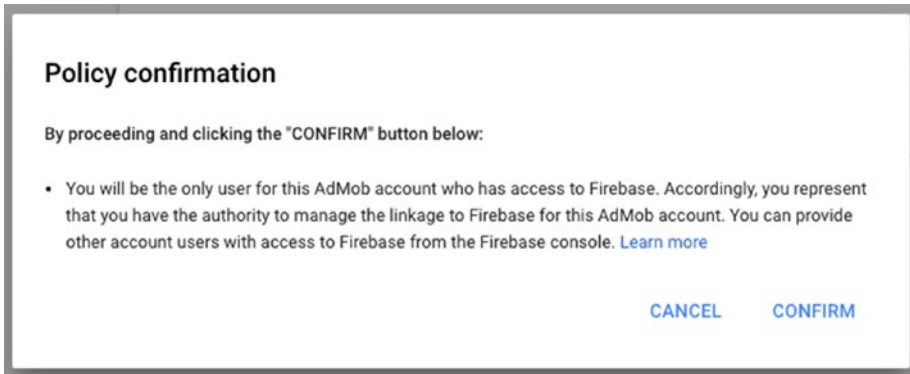 Policy confirmation
By proceeding and clicking the "CONFIRM" button below:
• You will be the only user for this AdMob account who has access to Firebase. Accordingly, you represent
that you have the authority to manage the linkage to Firebase for this AdMob account. You can provide
other account users with access to Firebase from the Firebase console. Learn more
CANCEL CONFIRM